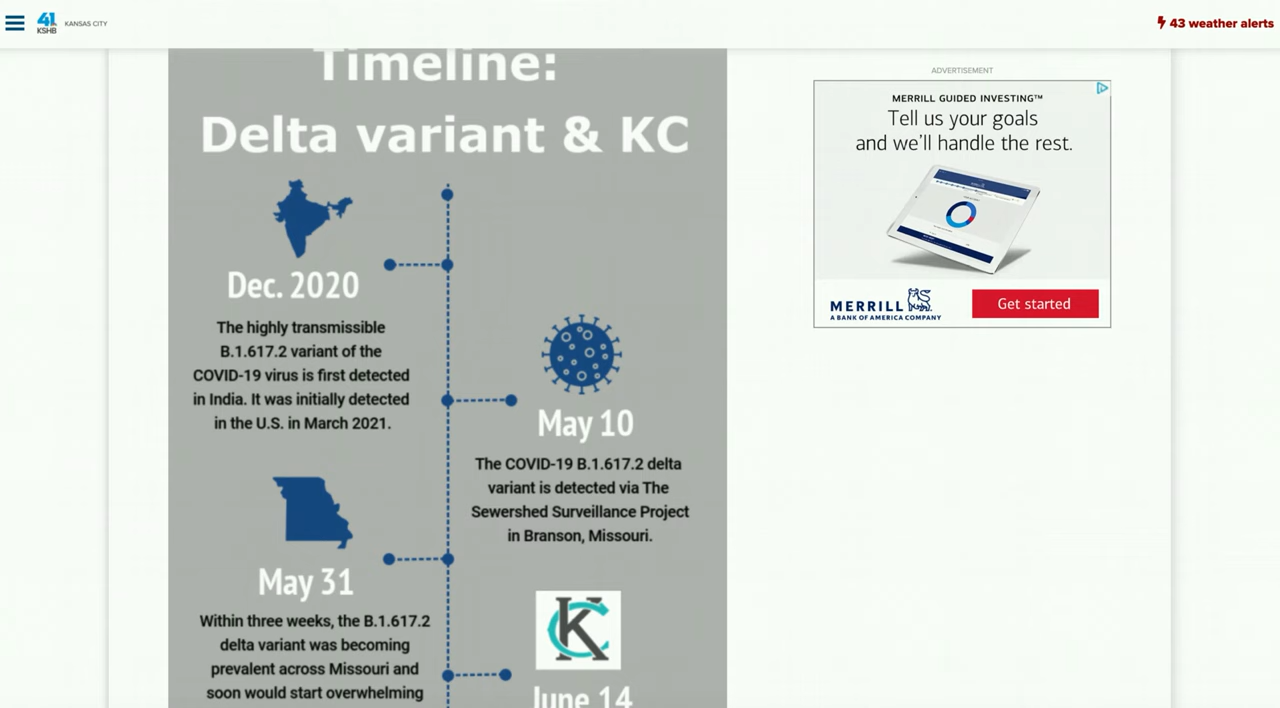 41
KSHB
KANSAS CITY
43 weather alerts
Timeline:
Delta variant & KC
Dec. 2020
The highly transmissible
B.1.617.2 variant of the
COVID-19 virus is first detected
in India. It was initially detected
in the U.S. in March 2021.
May 10
The COVID-19 B.1.617.2 delta
variant is detected via The
Sewershed Surveillance Project
in Branson, Missouri.
May 31
Within three weeks, the B.1.617.2
delta variant was becoming
prevalent across Missouri and
soon would start overwhelming
KC
June 14
ADVERTISEMENT
MERRILL GUIDED INVESTING™
Tell us your goals
and we'll handle the rest.
MERRILL
A BANK OF AMERICA COMPANY
Get started